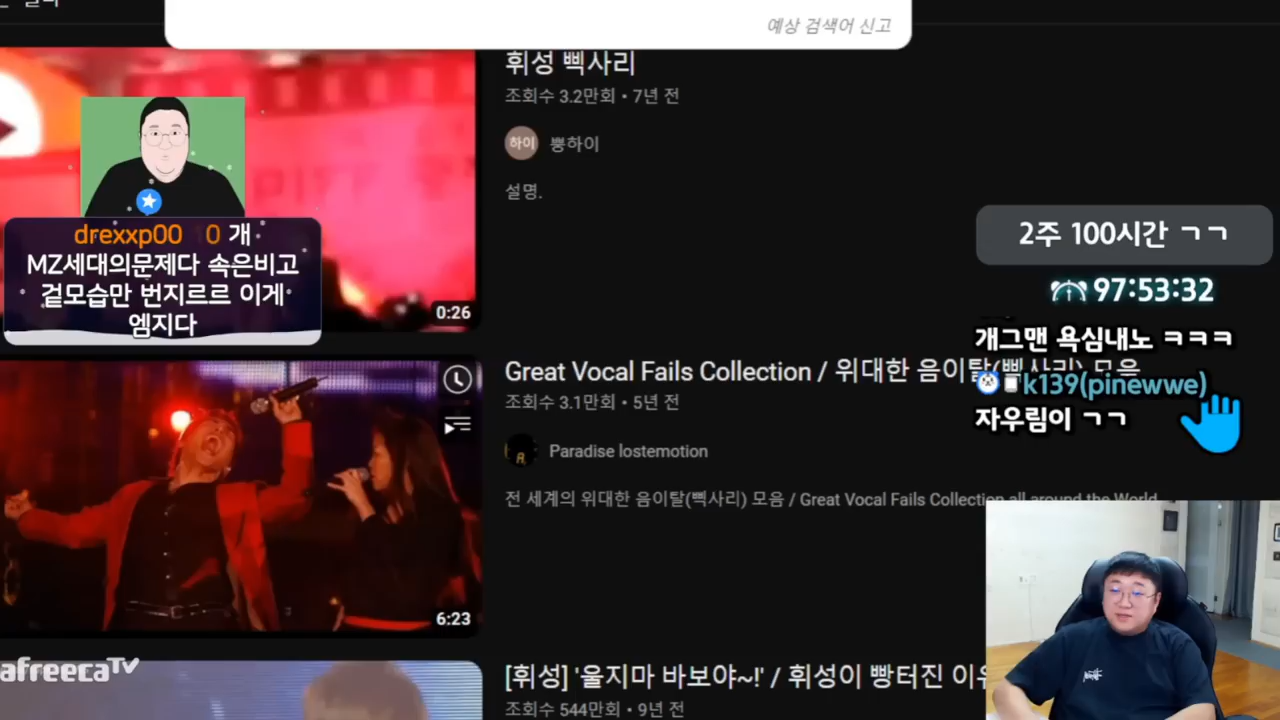 예상 검색어 신고
휘성 삑사리
조회수 3.2만회 • 7년 전
하이
뿡하이
설명.
drexxp00 0 개
MZ세대의문제다 속은비고
겉모습만 번지르르 이게
엠지다
0:26
2주 100시간 ㄱㄱ
97:53:32
개그맨 욕심내노 ㅋㅋㅋ
Great Vocal Fails Collection / 위대한 음이탈(삑사리) 모음
조회수 3.1만회 • 5년 전
k139(pinewwe)
자우림이 ㄱㄱ
Paradise lostemotion
전 세계의 위대한 음이탈(삑사리) 모음 / Great Vocal Fails Collection all around the World
6:23
afreecaTV
[휘성] '울지마 바보야~!' / 휘성이 빵터진 이유
조회수 544만회 • 9년 전